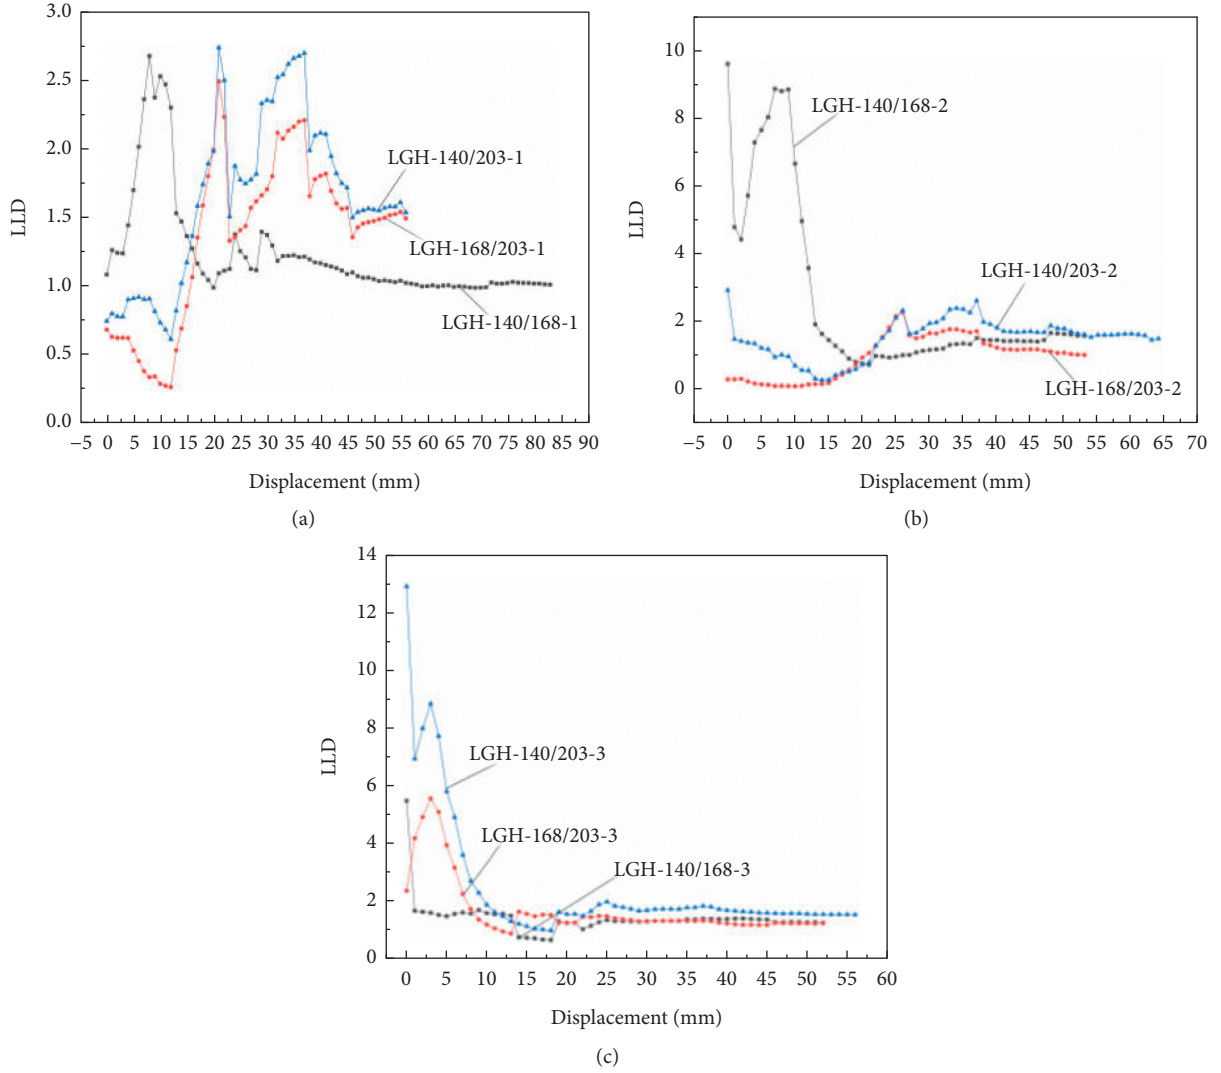 3.0
2.5
2.0
1.5
1.0
0.5
0.0
LLD
LGH-140/203-1
LGH-168/203-1
LGH-140/168-1
−5 0 5 10 15 20 25 30 35 40 45 50 55 60 65 70 75 80 85 90
Displacement (mm)
(a)
10
8
6
4
2
0
LLD
LGH-140/168-2
LGH-140/203-2
LGH-168/203-2
−5 0 5 10 15 20 25 30 35 40 45 50 55 60 65 70
Displacement (mm)
(b)
14
12
10
8
6
4
2
0
LLD
LGH-140/203-3
LGH-168/203-3
LGH-140/168-3
0 5 10 15 20 25 30 35 40 45 50 55 60
Displacement (mm)
(c)